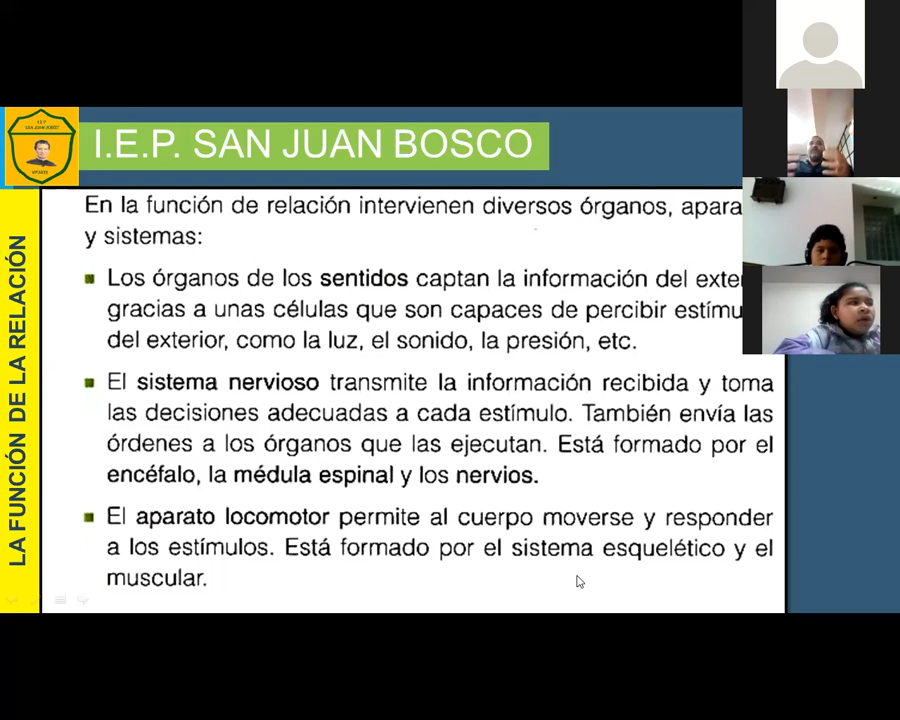 I.E.P
SAN JUAN BOSCO
I.E.P. SAN JUAN BOSCO
LA FUNCIÓN DE LA RELACIÓN
En la función de relación intervienen diversos órganos,
y sistemas:
Los órganos de los sentidos captan la información del
gracias a unas células que son capaces de percibir
del exterior, como la luz, el sonido, la presión, etc.
El sistema nervioso transmite la información recibida y toma
las decisiones adecuadas a cada estímulo. También envía las
órdenes a los órganos que las ejecutan. Está formado por el
encéfalo, la médula espinal y los nervios.
El aparato locomotor permite al cuerpo moverse y responder
a los estímulos. Está formado por el sistema esquelético y el
muscular.